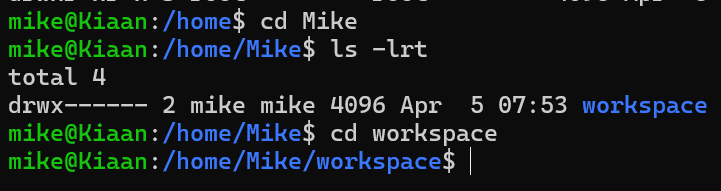 mike@Kiaan:/home$ cd Mike
mike@Kiaan:/home/Mike$ ls -lrt
total 4
drwx------ 2 mike mike 4096 Apr  5 07:53 workspace
mike@Kiaan:/home/Mike$ cd workspace
mike@Kiaan:/home/Mike/workspace$